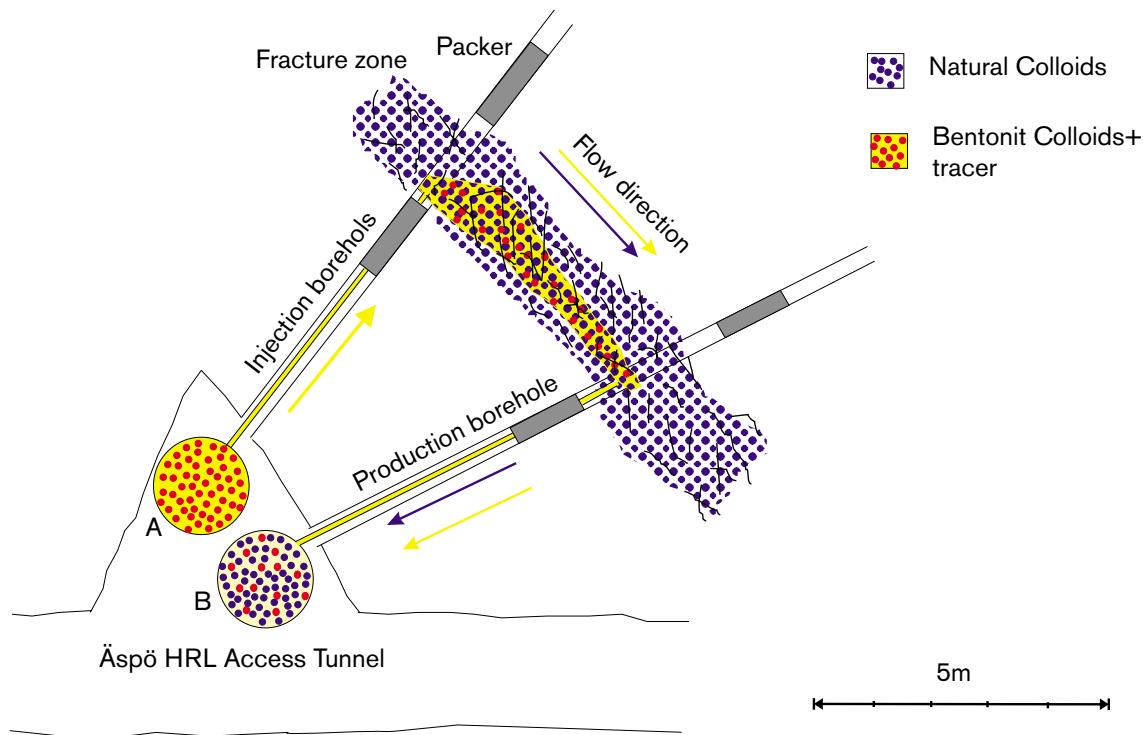 Packer
Fracture zone
Natural Colloids
Bentonit Colloids+
tracer
Flow direction
Injection borehols
Production borehole
A
B
Äspö HRL Access Tunnel
5m